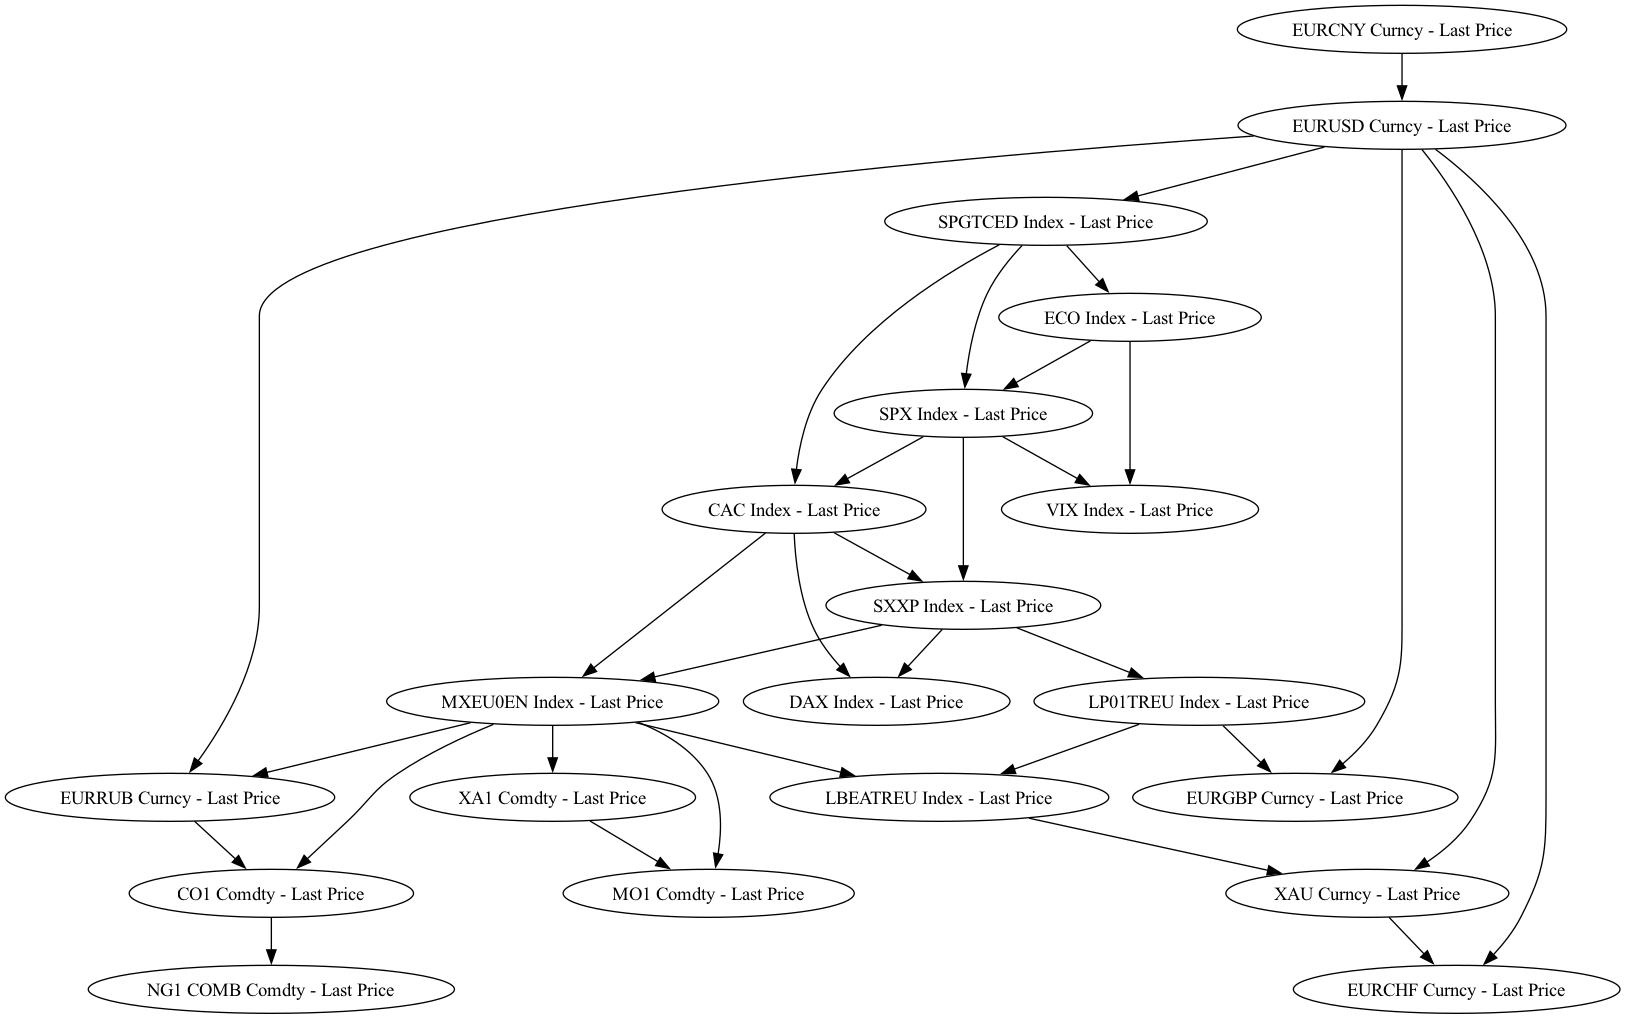 EURCNY Curncy - Last Price
EURUSD Curncy - Last Price
SPGTCED Index - Last Price
ECO Index - Last Price
SPX Index - Last Price
CAC Index - Last Price
VIX Index - Last Price
SXXP Index - Last Price
MXEU0EN Index - Last Price
DAX Index - Last Price
LP01TREU Index - Last Price
EURRUB Curncy - Last Price
XA1 Comdty - Last Price
LBEATREU Index - Last Price
EURGBP Curncy - Last Price
CO1 Comdty - Last Price
MO1 Comdty - Last Price
XAU Curncy - Last Price
NG1 COMB Comdty - Last Price
EURCHF Curncy - Last Price